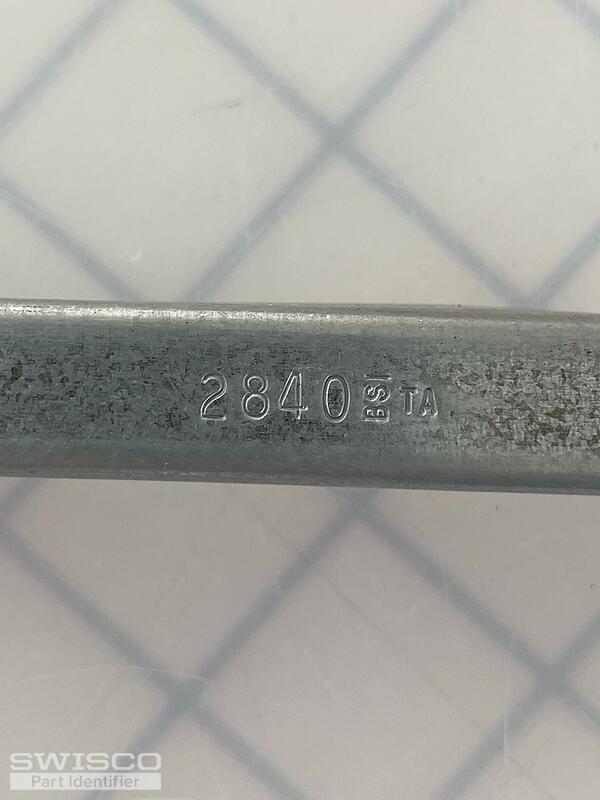 2840 BSI TA
SWISCO
Part Identifier